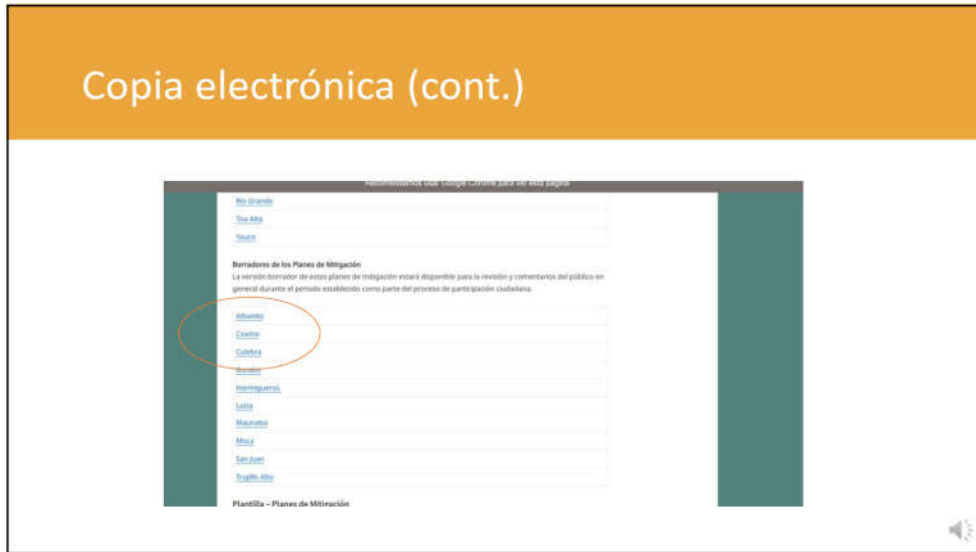 Copia electrónica (cont.)
Recomendamos usar Google Chrome para ver esta página
Río Grande
Toa Alta
Yauco
Borradores de los Planes de Mitigación
La versión borrador de estos planes de mitigación estará disponible para la revisión y comentarios del público en
general durante el periodo establecido como parte del proceso de participación ciudadana.
Aibonito
Coamo
Culebra
Gurabo
Hormigueros
Loíza
Maunabo
Moca
San Juan
Trujillo Alto
Plantilla – Planes de Mitigación